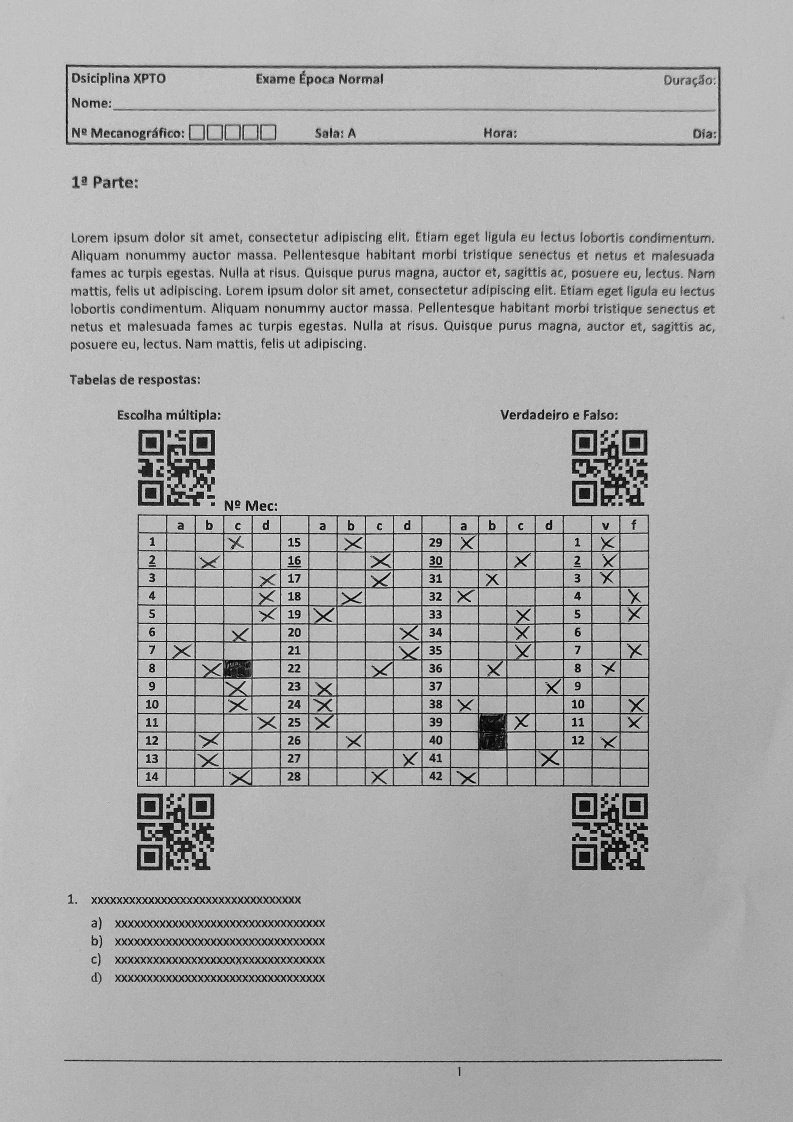 Dsiciplina XPTO Exame Época Normal Duração:
Nome:
Nº Mecanográfico: Sala: A Hora: Dia:
1ª Parte:
Lorem ipsum dolor sit amet, consectetur adipiscing elit. Etiam eget ligula eu lectus lobortis condimentum.
Aliquam nonummy auctor massa. Pellentesque habitant morbi tristique senectus et netus et malesuada
fames ac turpis egestas. Nulla at risus. Quisque purus magna, auctor et, sagittis ac, posuere eu, lectus. Nam
mattis, felis ut adipiscing. Lorem ipsum dolor sit amet, consectetur adipiscing elit. Etiam eget ligula eu lectus
lobortis condimentum. Aliquam nonummy auctor massa. Pellentesque habitant morbi tristique senectus et
netus et malesuada fames ac turpis egestas. Nulla at risus. Quisque purus magna, auctor et, sagittis ac,
posuere eu, lectus. Nam mattis, felis ut adipiscing.
Tabelas de respostas:
Escolha múltipla: Verdadeiro e Falso:
Nº Mec:
a b c d a b c d a b c d v f
1 X 15 X 29 X 1 X
2 X 16 X 30 X 2 X
3 X 17 X 31 X 3 X
4 X 18 X 32 X 4 X
5 X 19 X 33 X 5 X
6 X 20 X 34 X 6
7 X 21 X 35 X 7 X
8 X 22 X 36 X 8 X
9 X 23 X 37 X 9
10 X 24 X 38 X 10 X
11 X 25 X 39 X 11 X
12 X 26 X 40 12 X
13 X 27 X 41 X
14 X 28 X 42 X
1. xxxxxxxxxxxxxxxxxxxxxxxxxxxxxxxxx
a) xxxxxxxxxxxxxxxxxxxxxxxxxxxxxxxxx
b) xxxxxxxxxxxxxxxxxxxxxxxxxxxxxxxxx
c) xxxxxxxxxxxxxxxxxxxxxxxxxxxxxxxxx
d) xxxxxxxxxxxxxxxxxxxxxxxxxxxxxxxxx
1